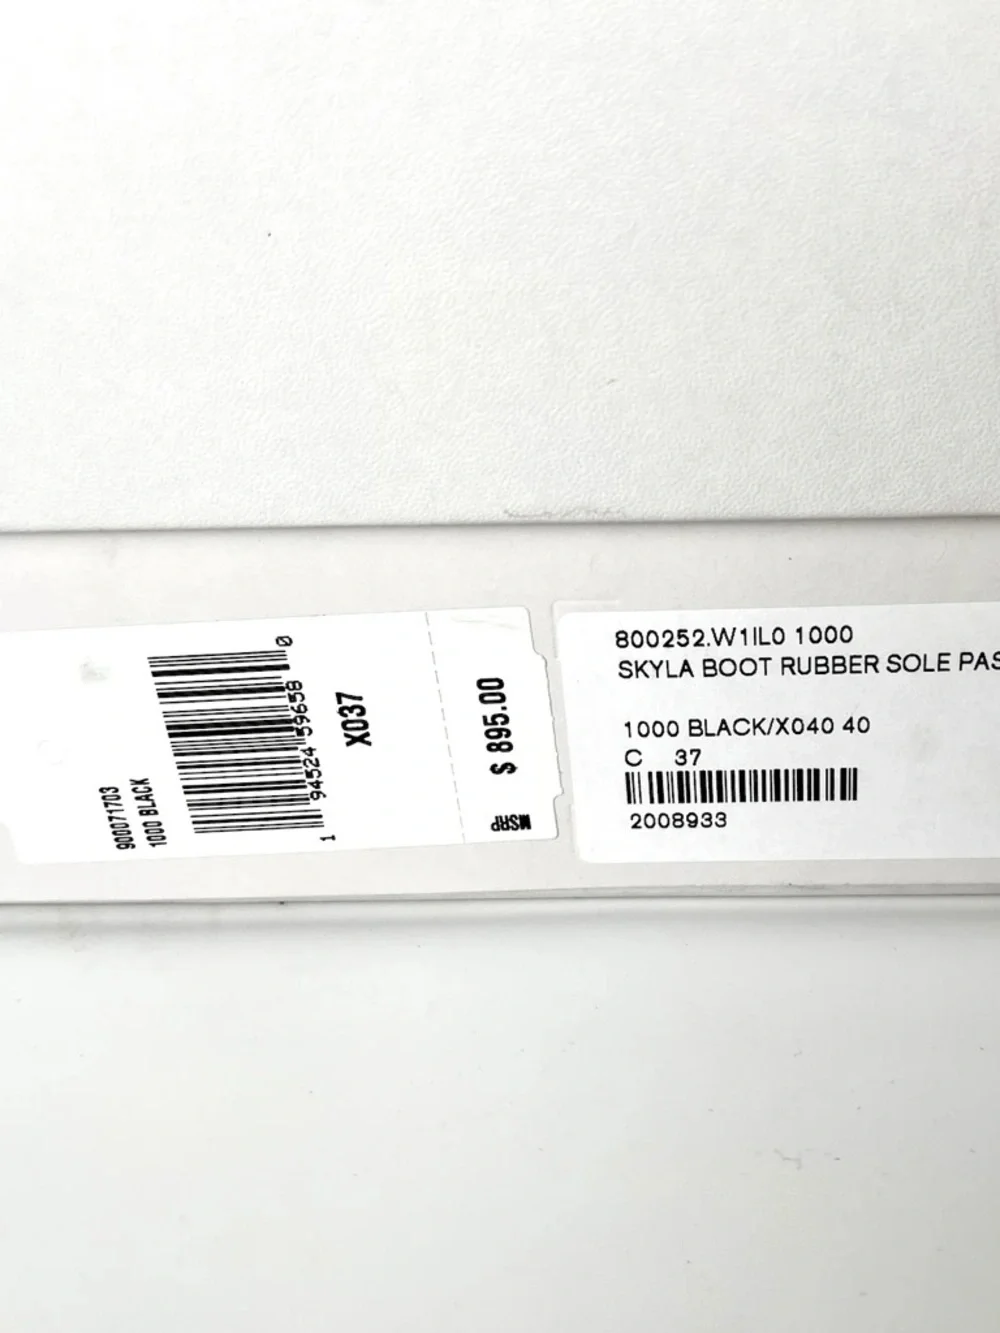 900071703
1000 BLACK
1 94524 59658 0
X037
MSRP
$ 895.00
800252.W1IL0 1000
SKYLA BOOT RUBBER SOLE PAS
1000 BLACK/X040 40
C 37
2008933